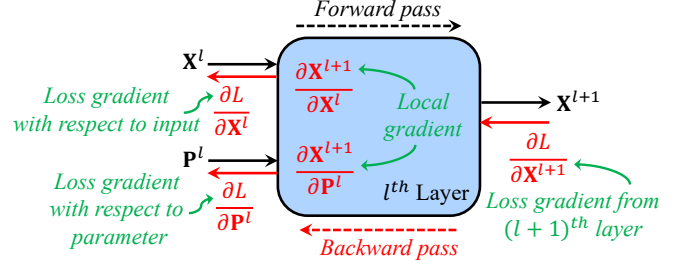 Forward pass
𝐗^l
∂𝐗^{l+1}
∂𝐗^l
Loss gradient
with respect to input
∂L
∂𝐗^l
Local
gradient
𝐗^{l+1}
𝐏^l
∂𝐗^{l+1}
∂𝐏^l
∂L
∂𝐗^{l+1}
Loss gradient
with respect to
parameter
∂L
∂𝐏^l
l^{th} Layer
Loss gradient from
(l + 1)^{th} layer
Backward pass